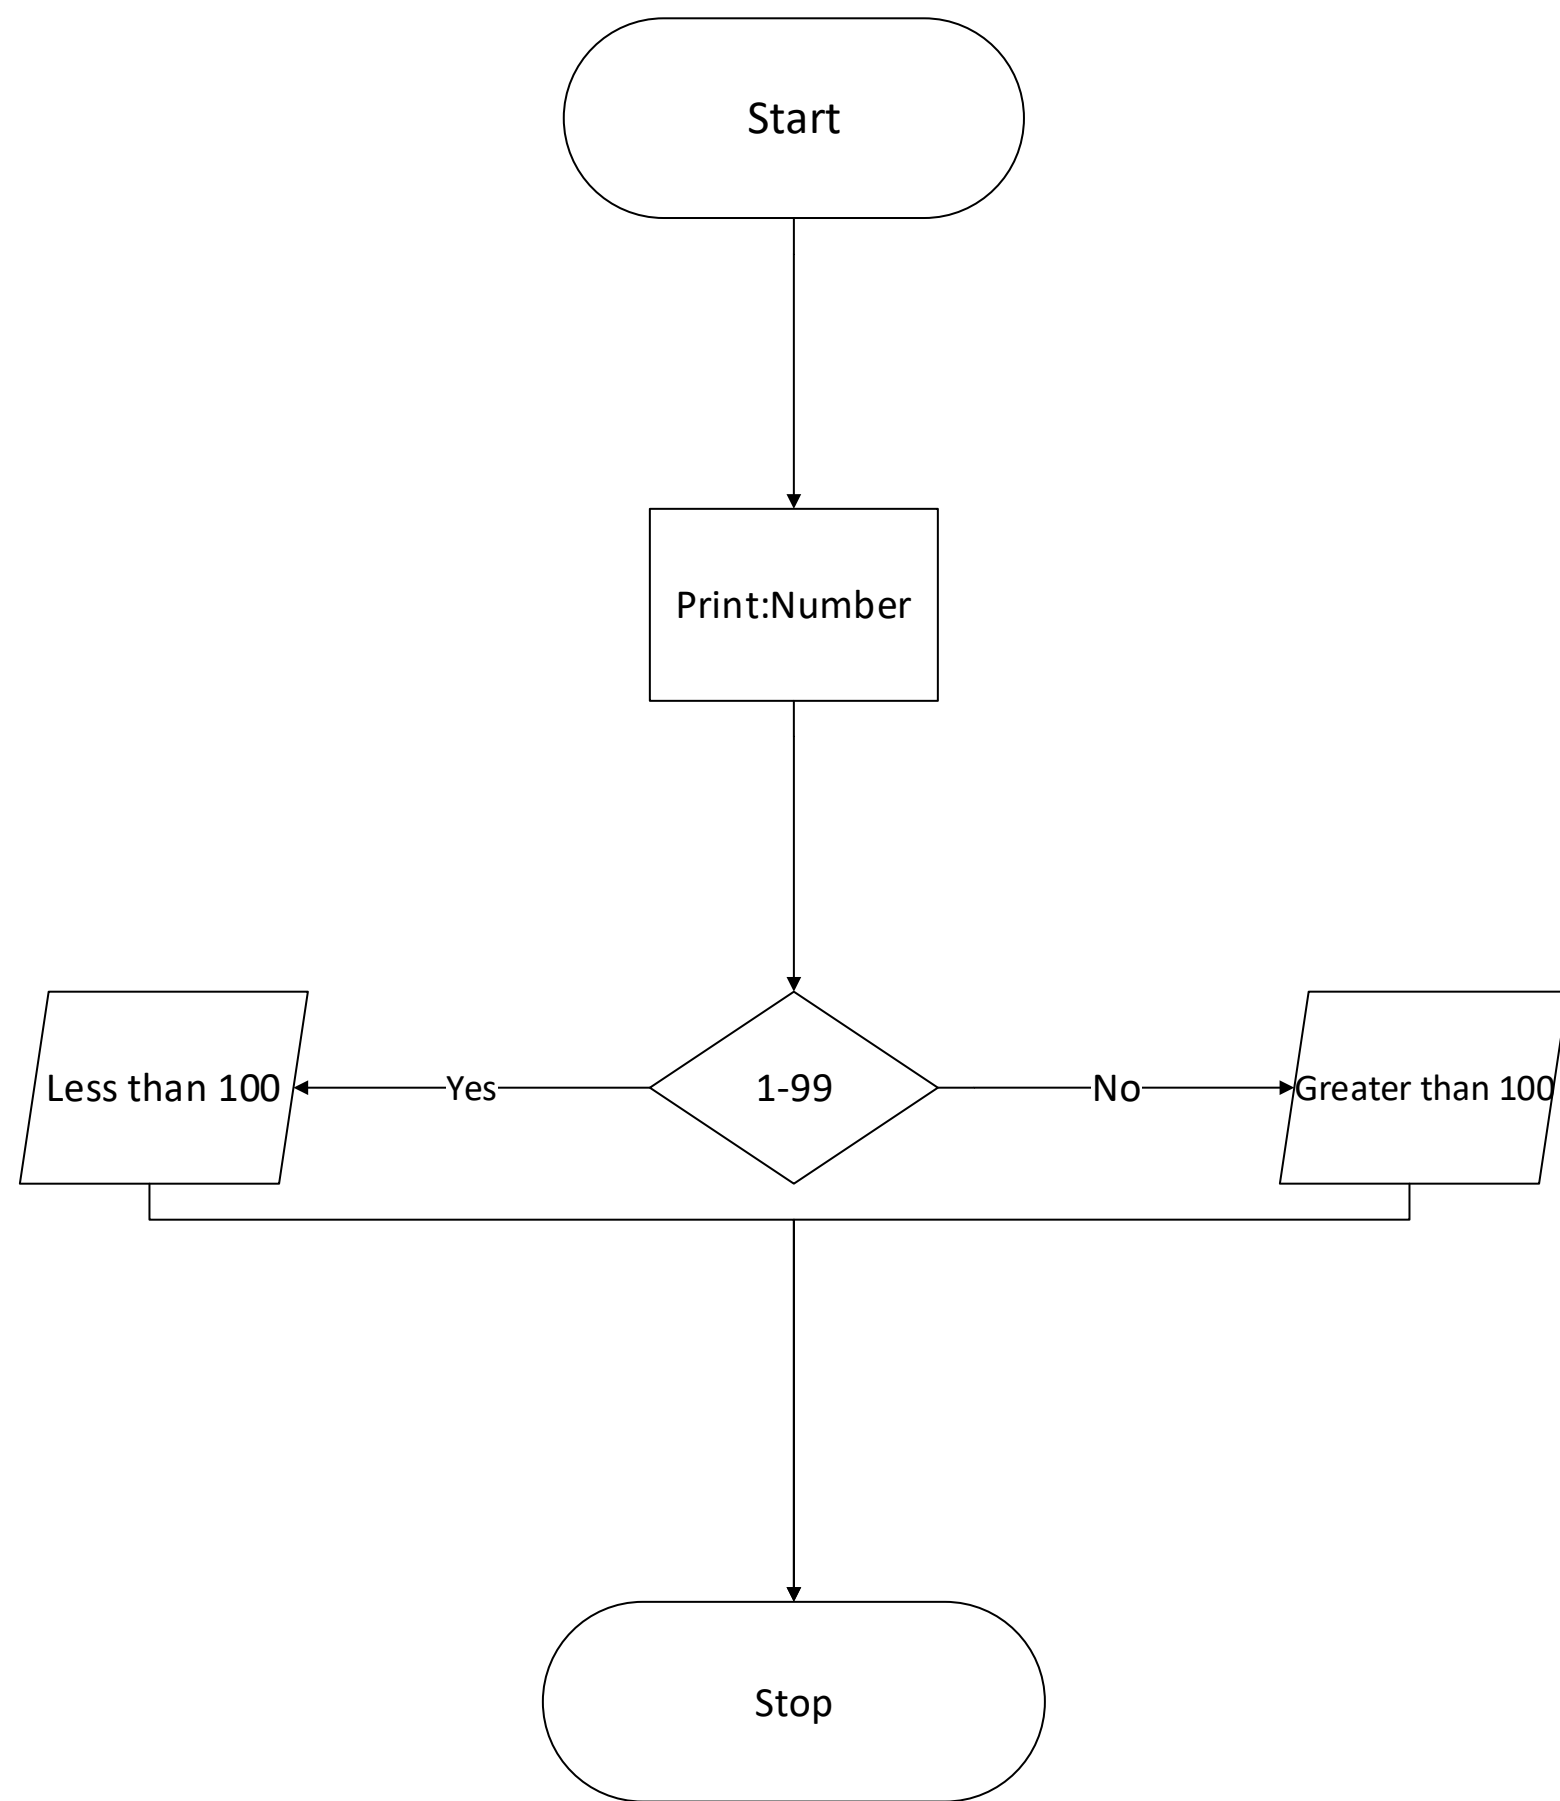 Start
Print:Number
Less than 100
Yes
1-99
No
Greater than 100
Stop